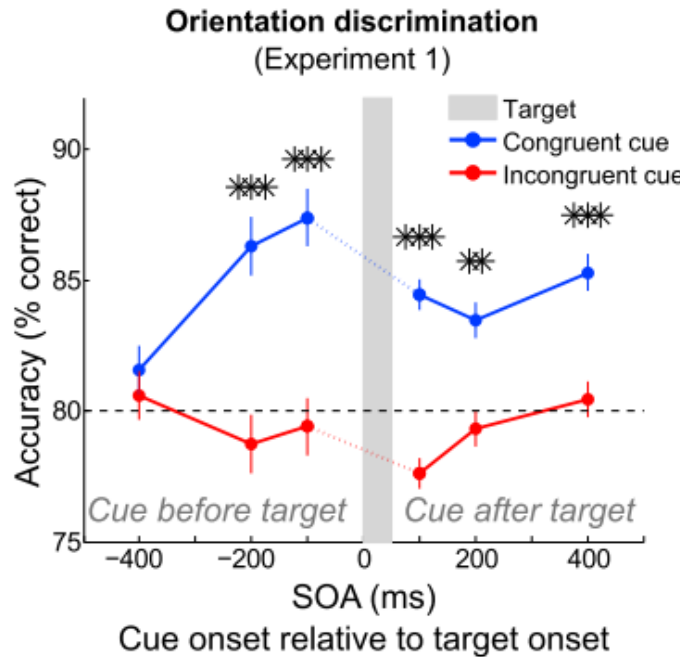 Orientation discrimination
(Experiment 1)
Target
Congruent cue
Incongruent cue
Accuracy (% correct)
90
85
80
75
Cue before target
Cue after target
−400
−200
0
200
400
SOA (ms)
Cue onset relative to target onset